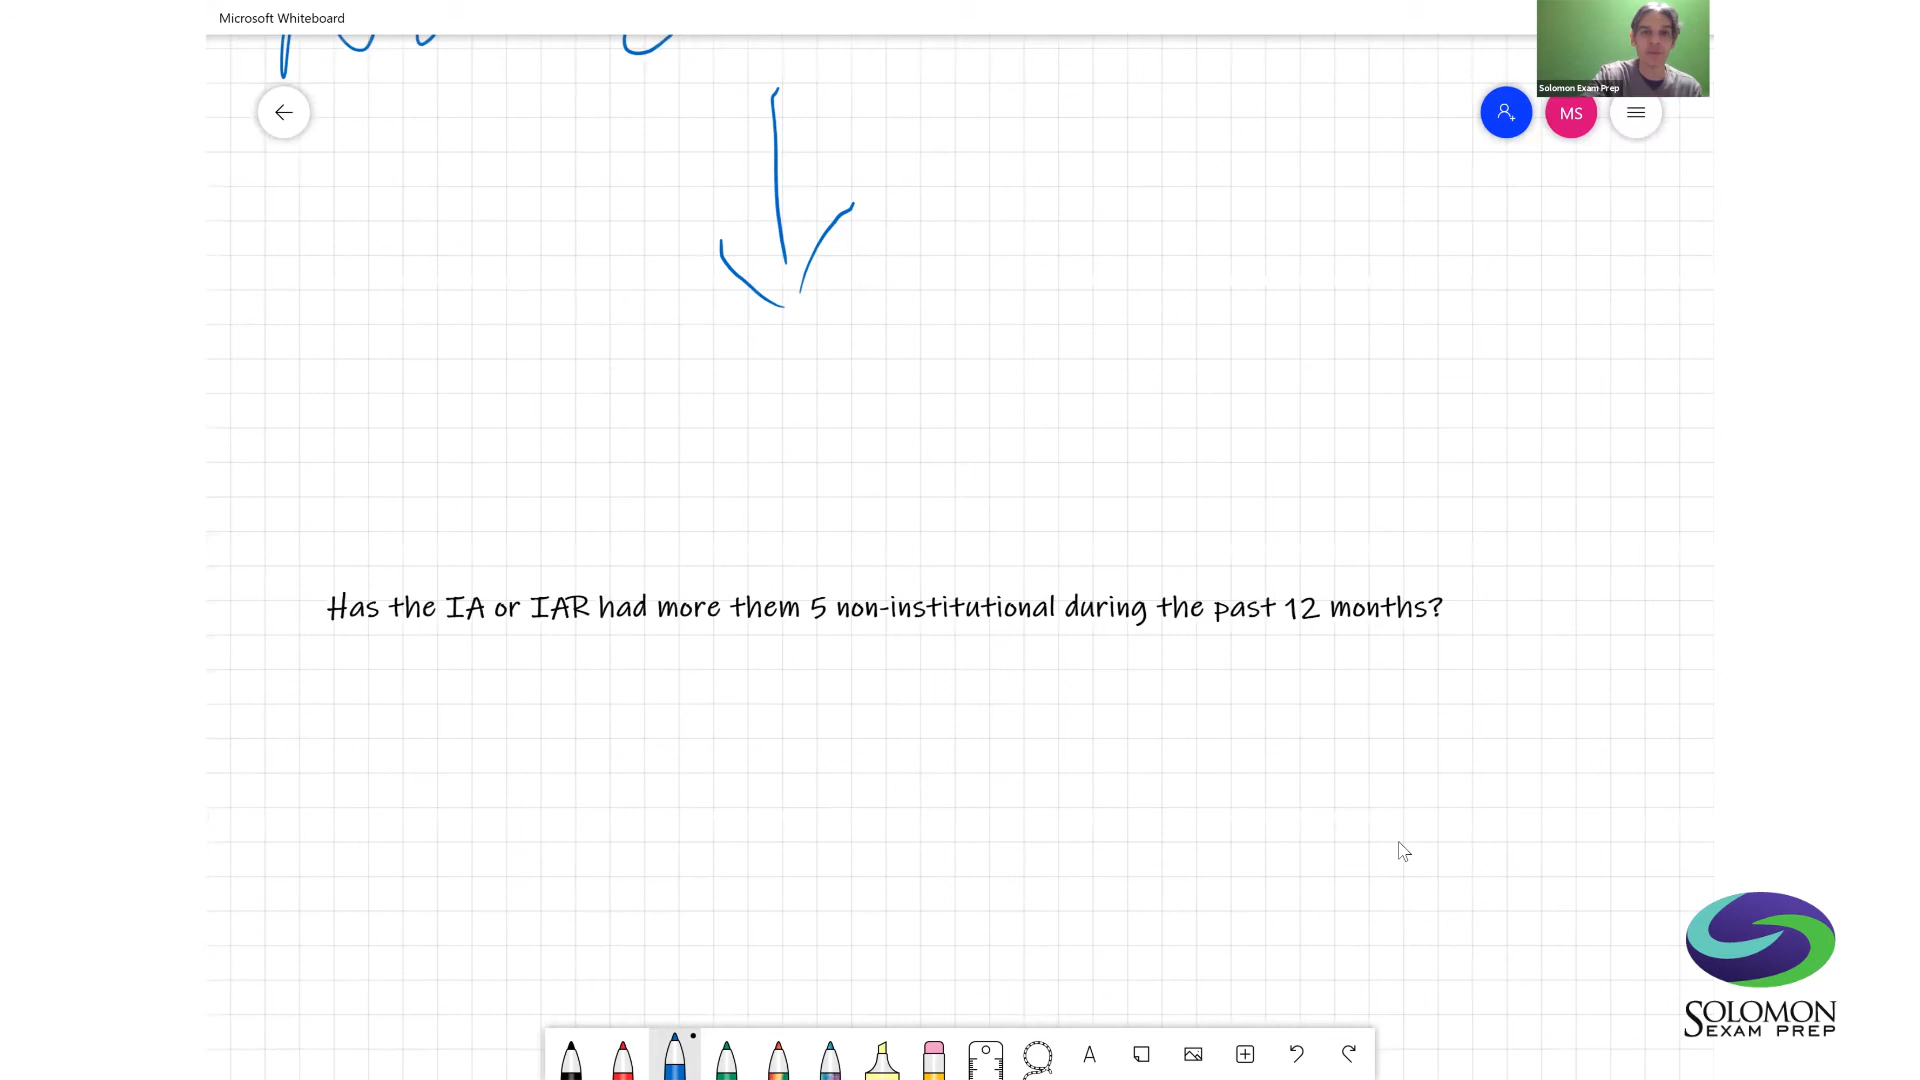 Microsoft Whiteboard
Solomon Exam Prep
MS
Has the IA or IAR had more them 5 non-institutional during the past 12 months?
A
SOLOMON
EXAM PREP